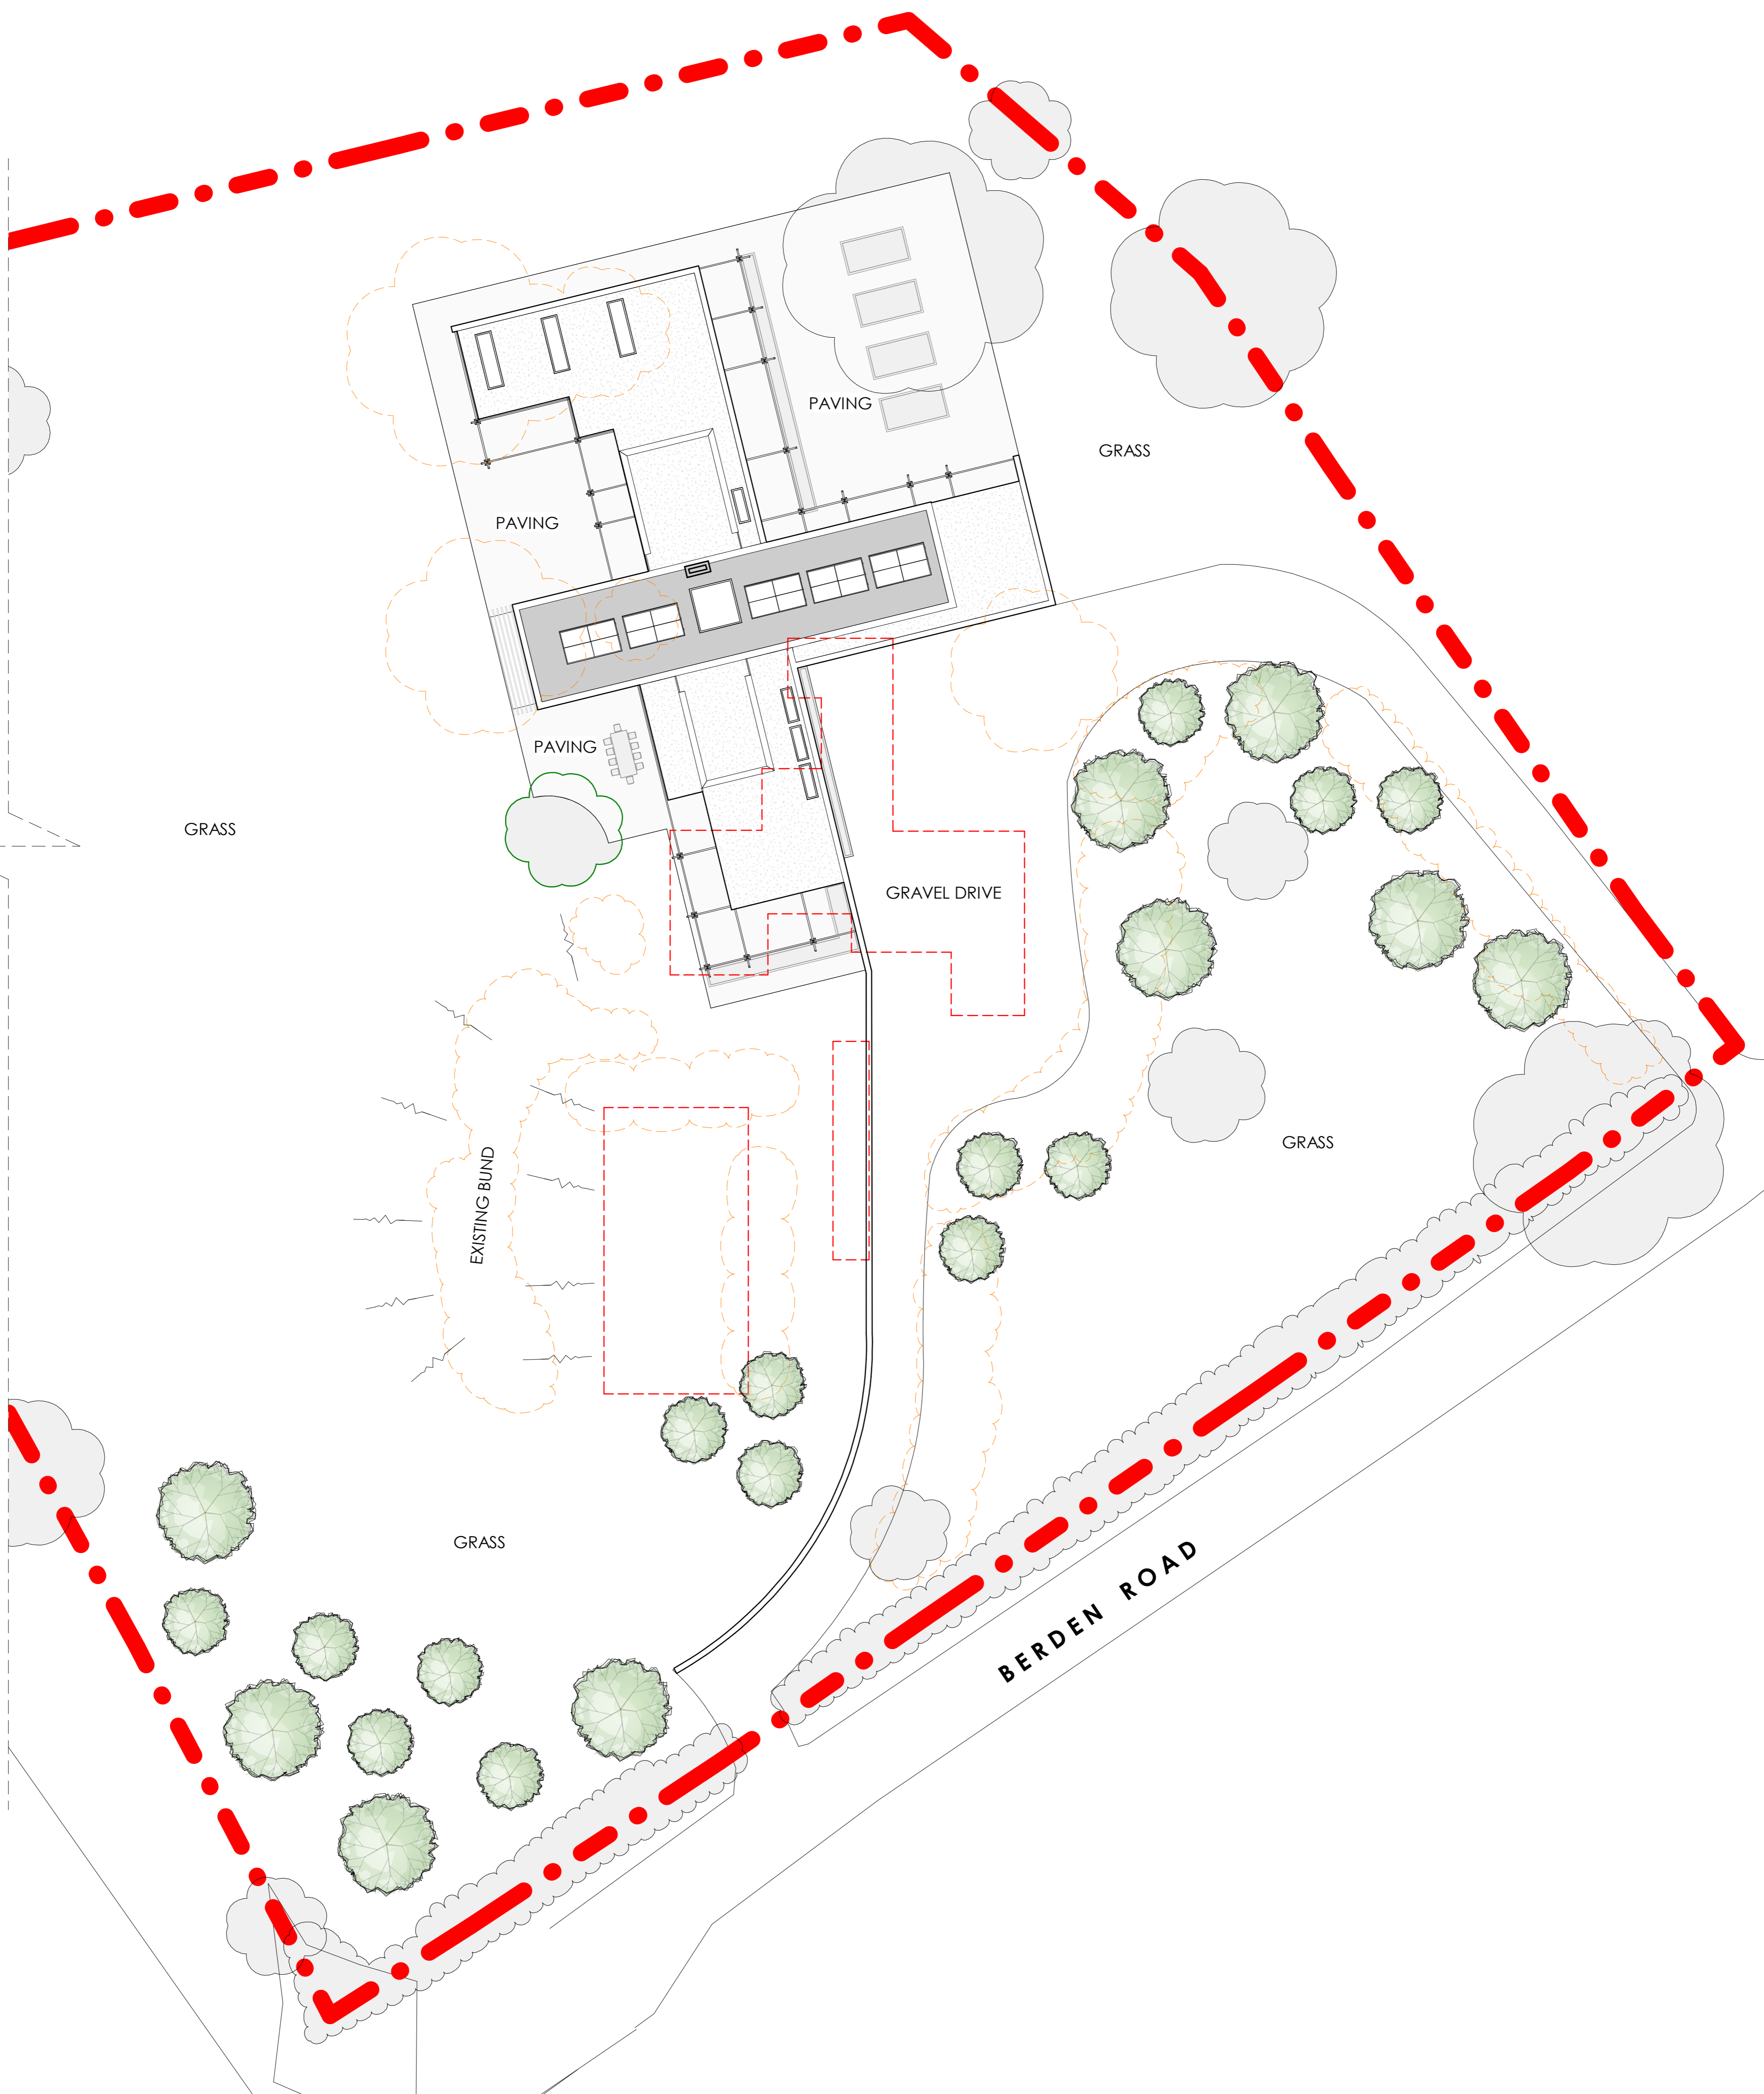 PAVING
GRASS
PAVING
PAVING
GRASS
GRAVEL DRIVE
GRASS
EXISTING BUND
GRASS
BERDEN ROAD